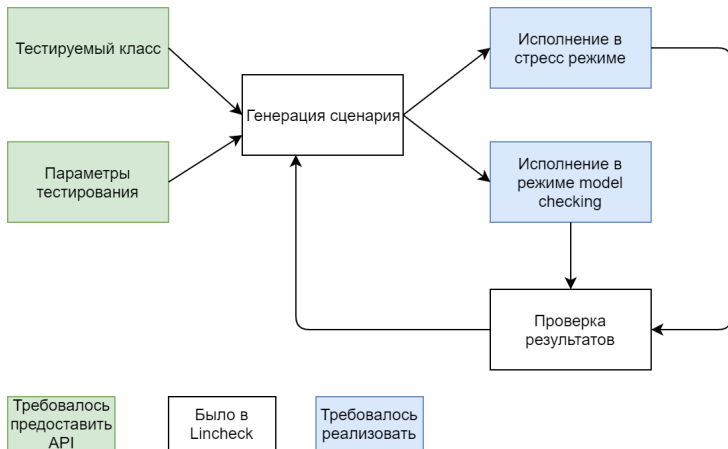 Тестируемый класс
Исполнение в
стресс режиме
Генерация сценария
Параметры
тестирования
Исполнение в
режиме model
checking
Проверка
результатов
Требовалось
предоставить
API
Было в
Lincheck
Требовалось
реализовать